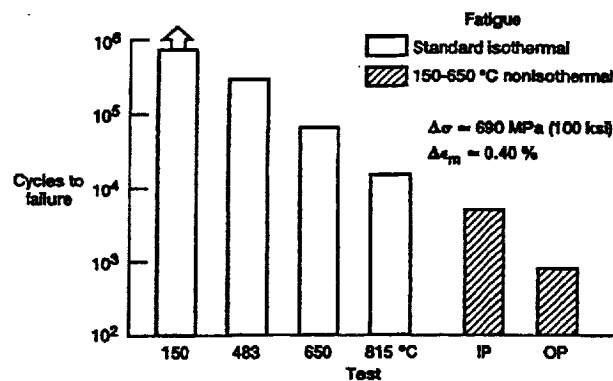 Fatigue
Standard isothermal
150-650 °C nonisothermal
Δσ ≃ 690 MPa (100 ksi)
Δεm ≃ 0.40 %
Cycles to
failure
10⁶
10⁵
10⁴
10³
10²
150 483 650 815 °C IP OP
Test